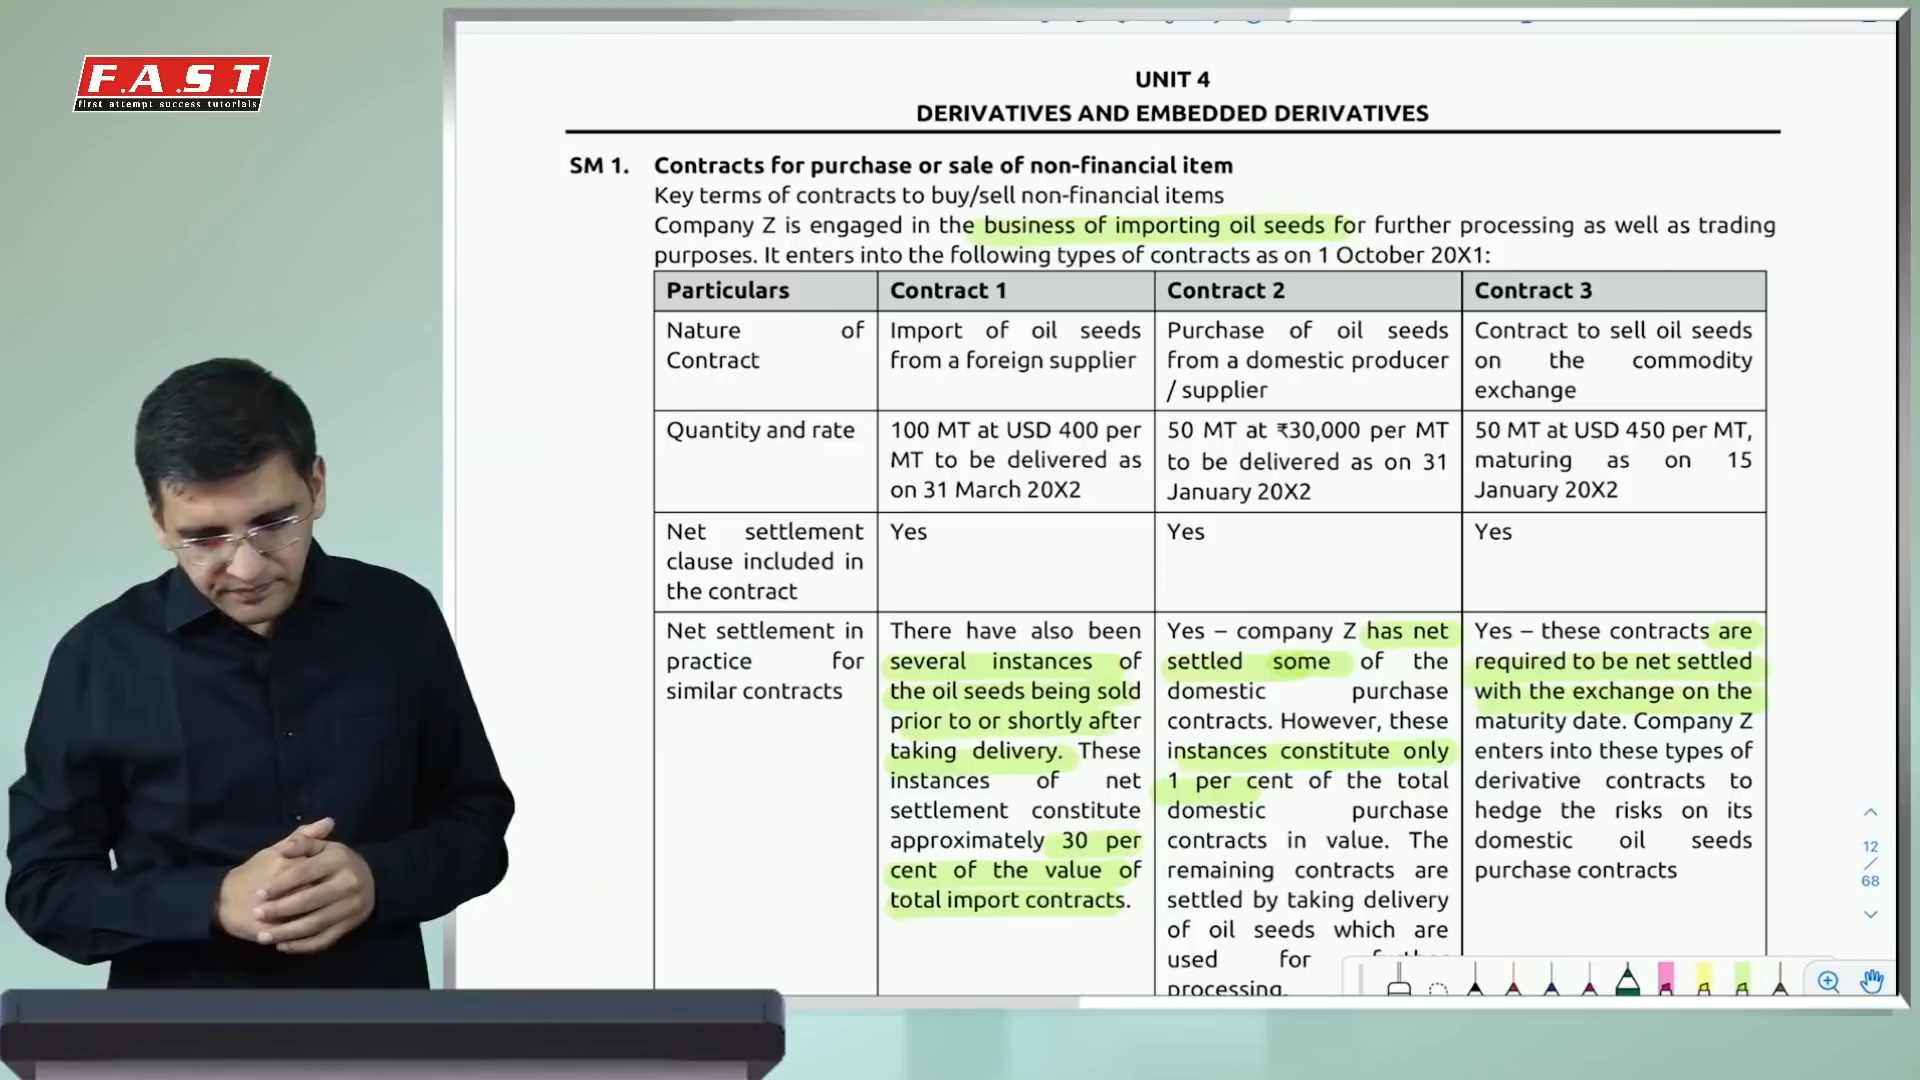 F.A.S.T
first attempt success tutorials
UNIT 4
DERIVATIVES AND EMBEDDED DERIVATIVES
SM 1. Contracts for purchase or sale of non-financial item
Key terms of contracts to buy/sell non-financial items
Company Z is engaged in the business of importing oil seeds for further processing as well as trading
purposes. It enters into the following types of contracts as on 1 October 20X1:
Particulars
Contract 1
Contract 2
Contract 3
Nature of
Contract
Import of oil seeds
from a foreign supplier
Purchase of oil seeds
from a domestic producer
/ supplier
Contract to sell oil seeds
on the commodity
exchange
Quantity and rate
100 MT at USD 400 per
MT to be delivered as
on 31 March 20X2
50 MT at ₹30,000 per MT
to be delivered as on 31
January 20X2
50 MT at USD 450 per MT,
maturing as on 15
January 20X2
Net settlement
clause included in
the contract
Yes
Yes
Yes
Net settlement in
practice for
similar contracts
There have also been
several instances of
the oil seeds being sold
prior to or shortly after
taking delivery. These
instances of net
settlement constitute
approximately 30 per
cent of the value of
total import contracts.
Yes – company Z has net
settled some of the
domestic purchase
contracts. However, these
instances constitute only
1 per cent of the total
domestic purchase
contracts in value. The
remaining contracts are
settled by taking delivery
of oil seeds which are
used for further
processing.
Yes – these contracts are
required to be net settled
with the exchange on the
maturity date. Company Z
enters into these types of
derivative contracts to
hedge the risks on its
domestic oil seeds
purchase contracts
12
/
68